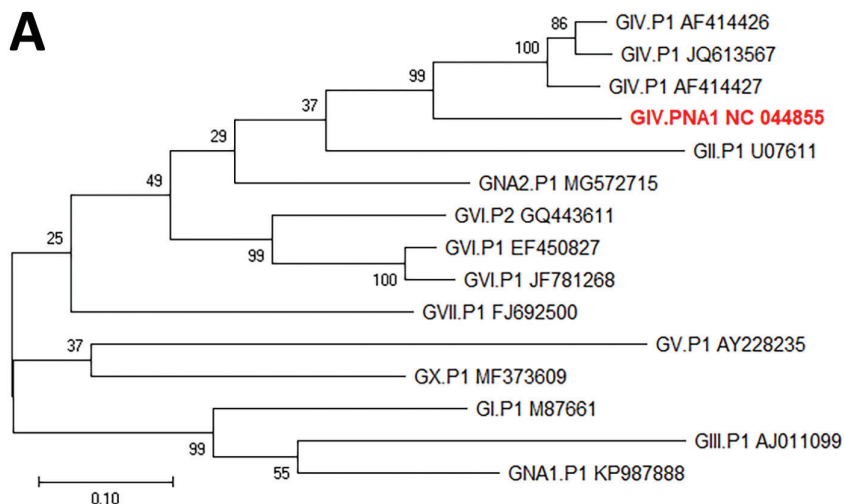 A
86
GIV.P1 AF414426
100
GIV.P1 JQ613567
99
GIV.P1 AF414427
37
GIV.PNA1 NC 044855
29
GII.P1 U07611
49
GNA2.P1 MG572715
GVI.P2 GQ443611
25
99
GVI.P1 EF450827
100
GVI.P1 JF781268
GVII.P1 FJ692500
37
GV.P1 AY228235
GX.P1 MF373609
GI.P1 M87661
99
GIII.P1 AJ011099
55
GNA1.P1 KP987888
0.10